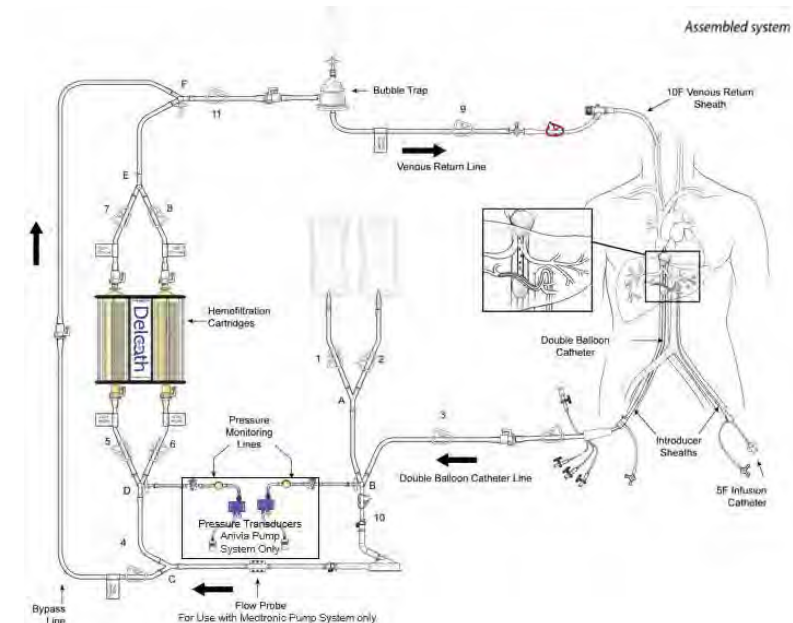 Assembled system
F
11
Bubble Trap
9
10F Venous Return
Sheath
Venous Return Line
E
7
8
Hemofiltration
Cartridges
Delcath
1
2
A
Double Balloon
Catheter
3
5
6
Pressure
Monitoring
Lines
Introducer
Sheaths
Double Balloon Catheter Line
5F Infusion
Catheter
D
B
10
Pressure Transducers
Anivia Pump
System Only
4
C
Bypass
Line
Flow Probe
For Use with Medtronic Pump System only